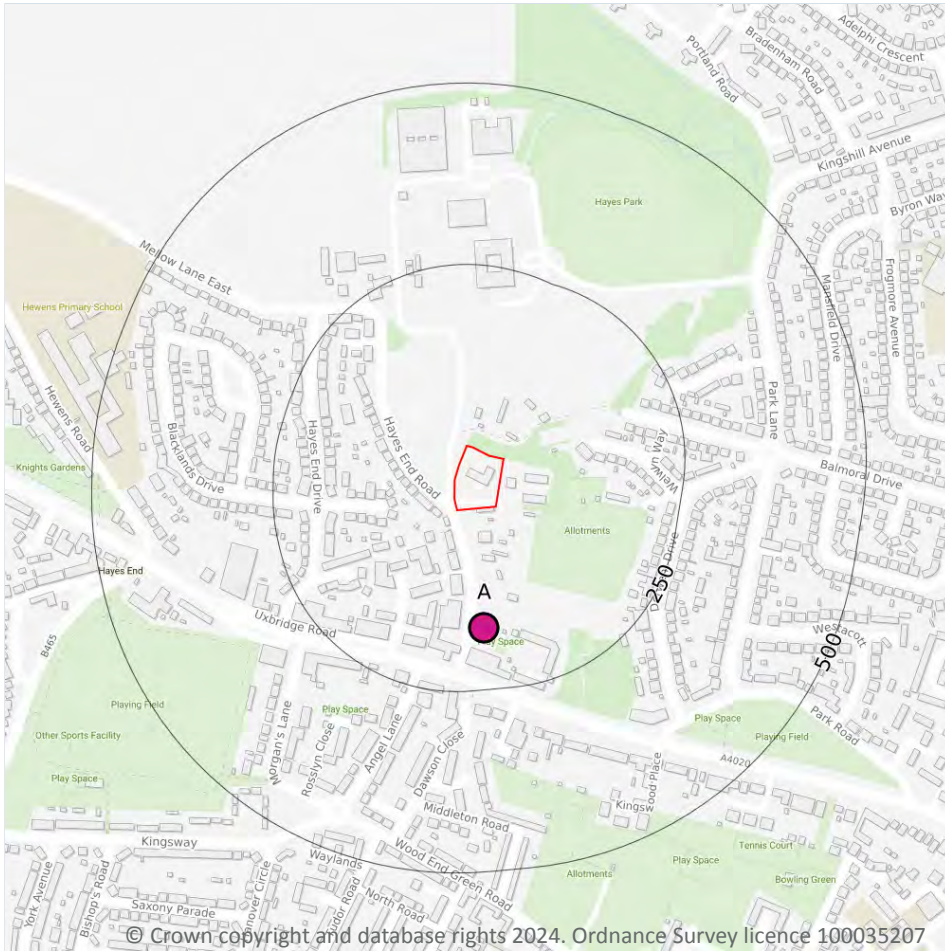 Adelphi Crescent
Bradenham Road
Portland Road
Kingshill Avenue
Byron Way
Hayes Park
Mellow Lane East
Mansfield Drive
Frogmore Avenue
Hewens Primary School
Hewens Road
Park Lane
Hayes End Drive
Hayes End Road
Blacklands Drive
Welwyn Way
Balmoral Drive
Knights Gardens
Allotments
Hayes End
250
A
Uxbridge Road
Play Space
Westacott
500
B465
Playing Field
Other Sports Facility
Play Space
Morgan's Lane
Play Space
Rosslyn Close
Angel Lane
Dawson Close
Play Space
Playing Field
Park Road
A4020
Kingswood Place
Middleton Road
Kingsway
Wood End Green Road
Waylands
Tennis Court
Play Space
Allotments
Bowling Green
York Avenue
Bishop's Road
Saxony Parade
North Road
© Crown copyright and database rights 2024. Ordnance Survey licence 100035207